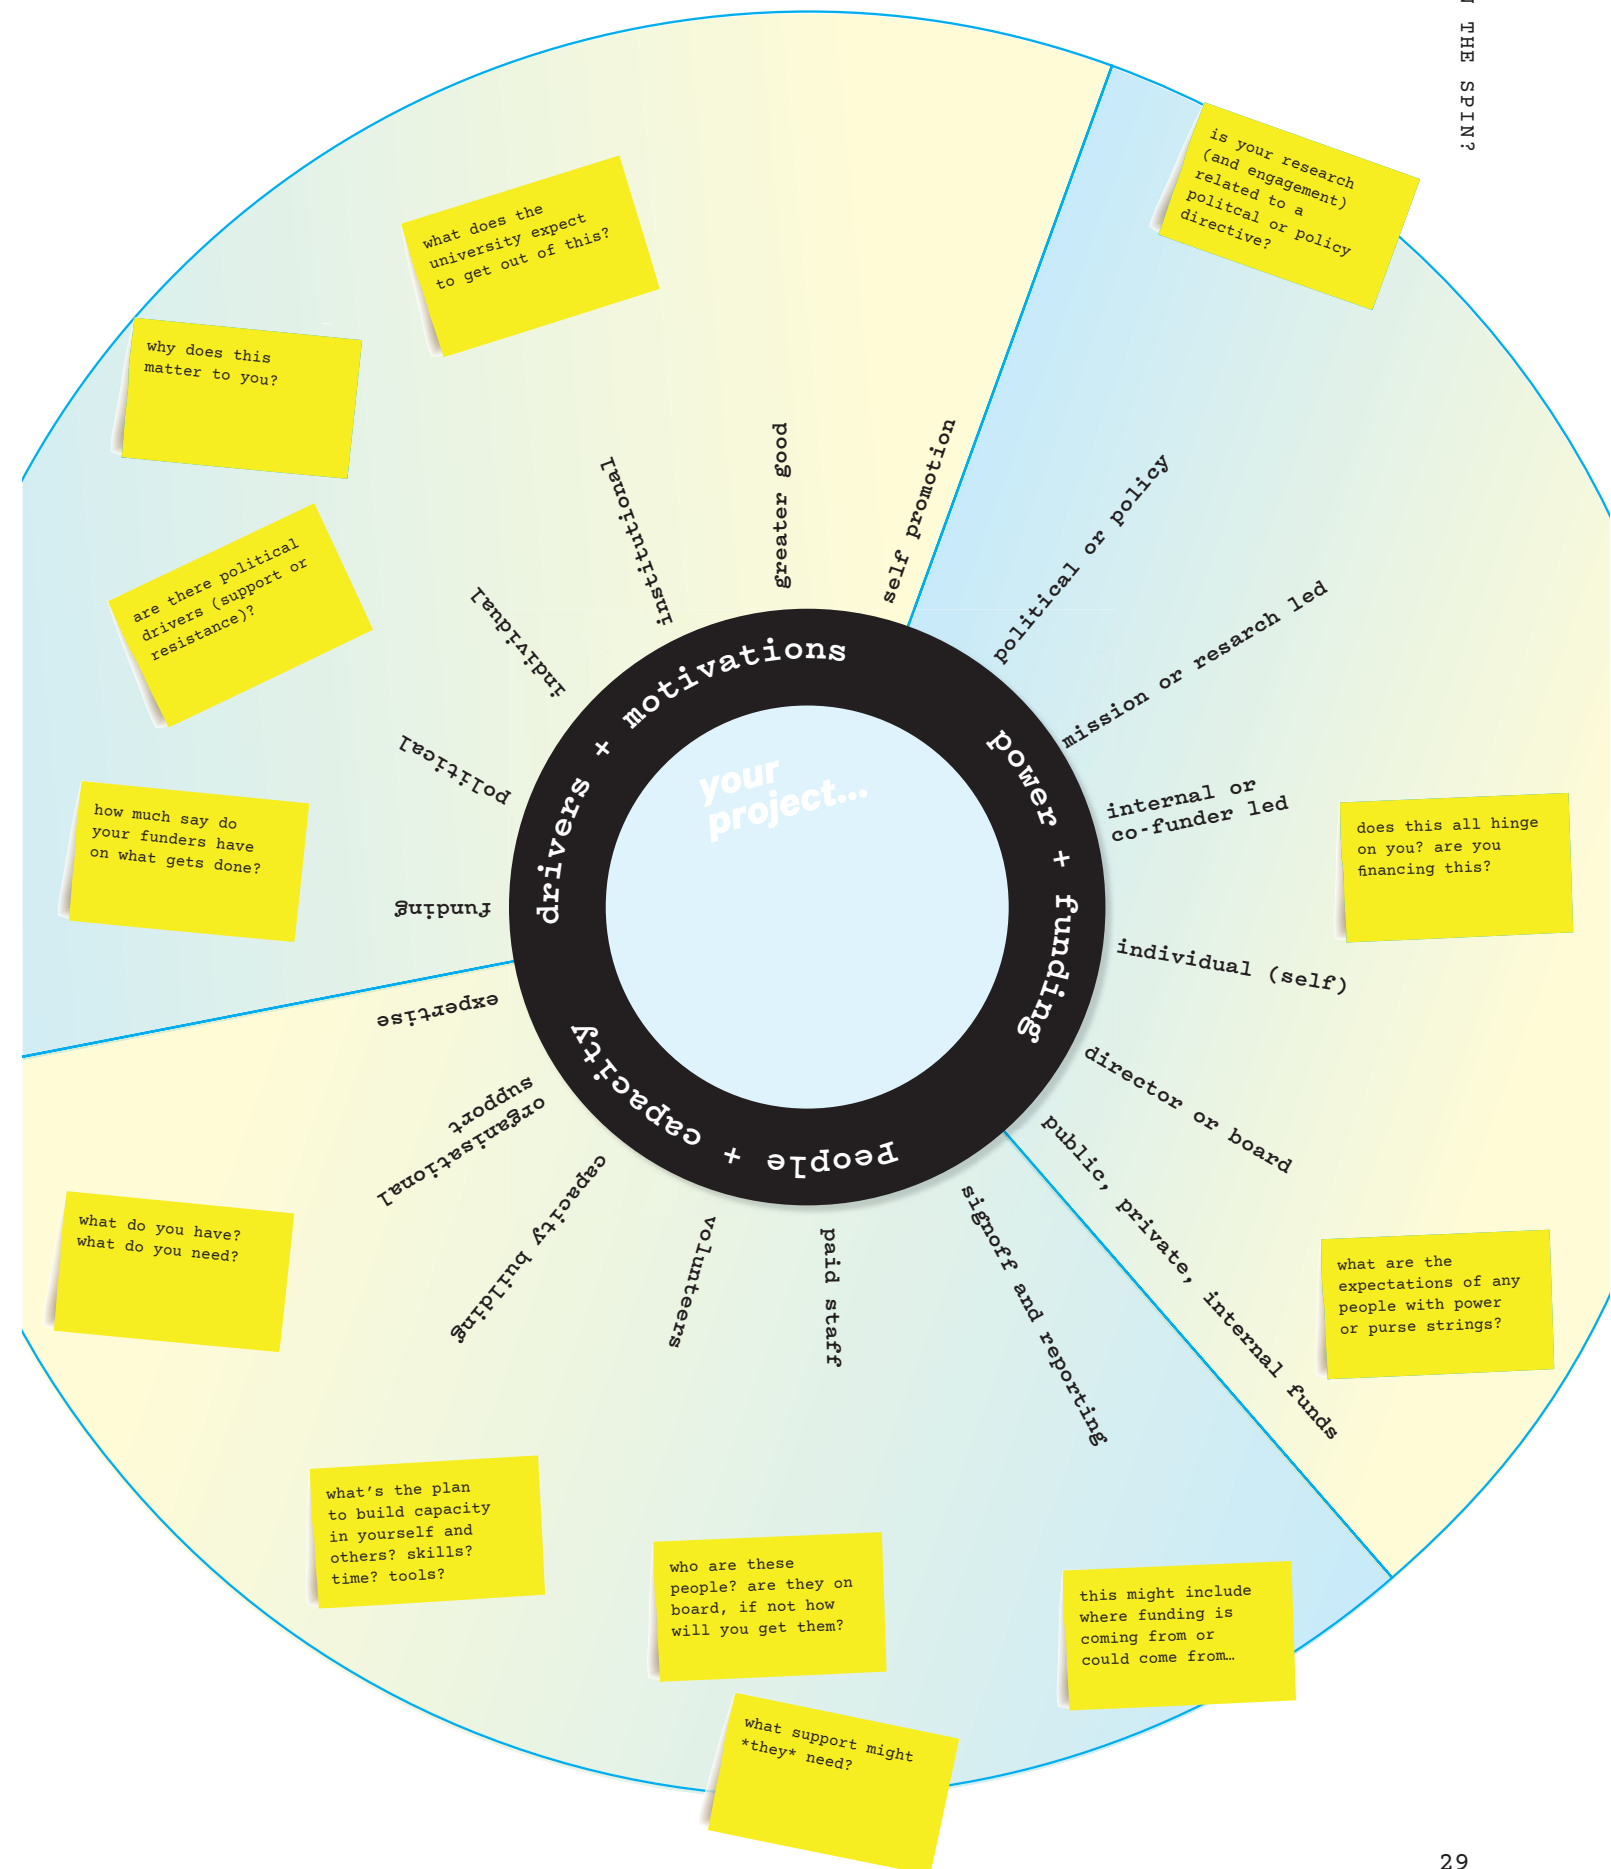 THE SPIN?
is your research
(and engagement)
related to a
politcal or policy
directive?
what does the
university expect
to get out of this?
why does this
matter to you?
are there political
drivers (support or
resistance)?
how much say do
your funders have
on what gets done?
does this all hinge
on you? are you
financing this?
what are the
expectations of any
people with power
or purse strings?
what do you have?
what do you need?
what's the plan
to build capacity
in yourself and
others? skills?
time? tools?
who are these
people? are they on
board, if not how
will you get them?
this might include
where funding is
coming from or
could come from…
what support might
*they* need?
your
project...
drivers + motivations
funding
political
individual
institutional
greater good
self promotion
power + funding
political or policy
mission or resarch led
internal or
co-funder led
individual (self)
director or board
public, private, internal funds
People + capacity
signoff and reporting
paid staff
volunteers
capacity building
organisational
support
expertise
29